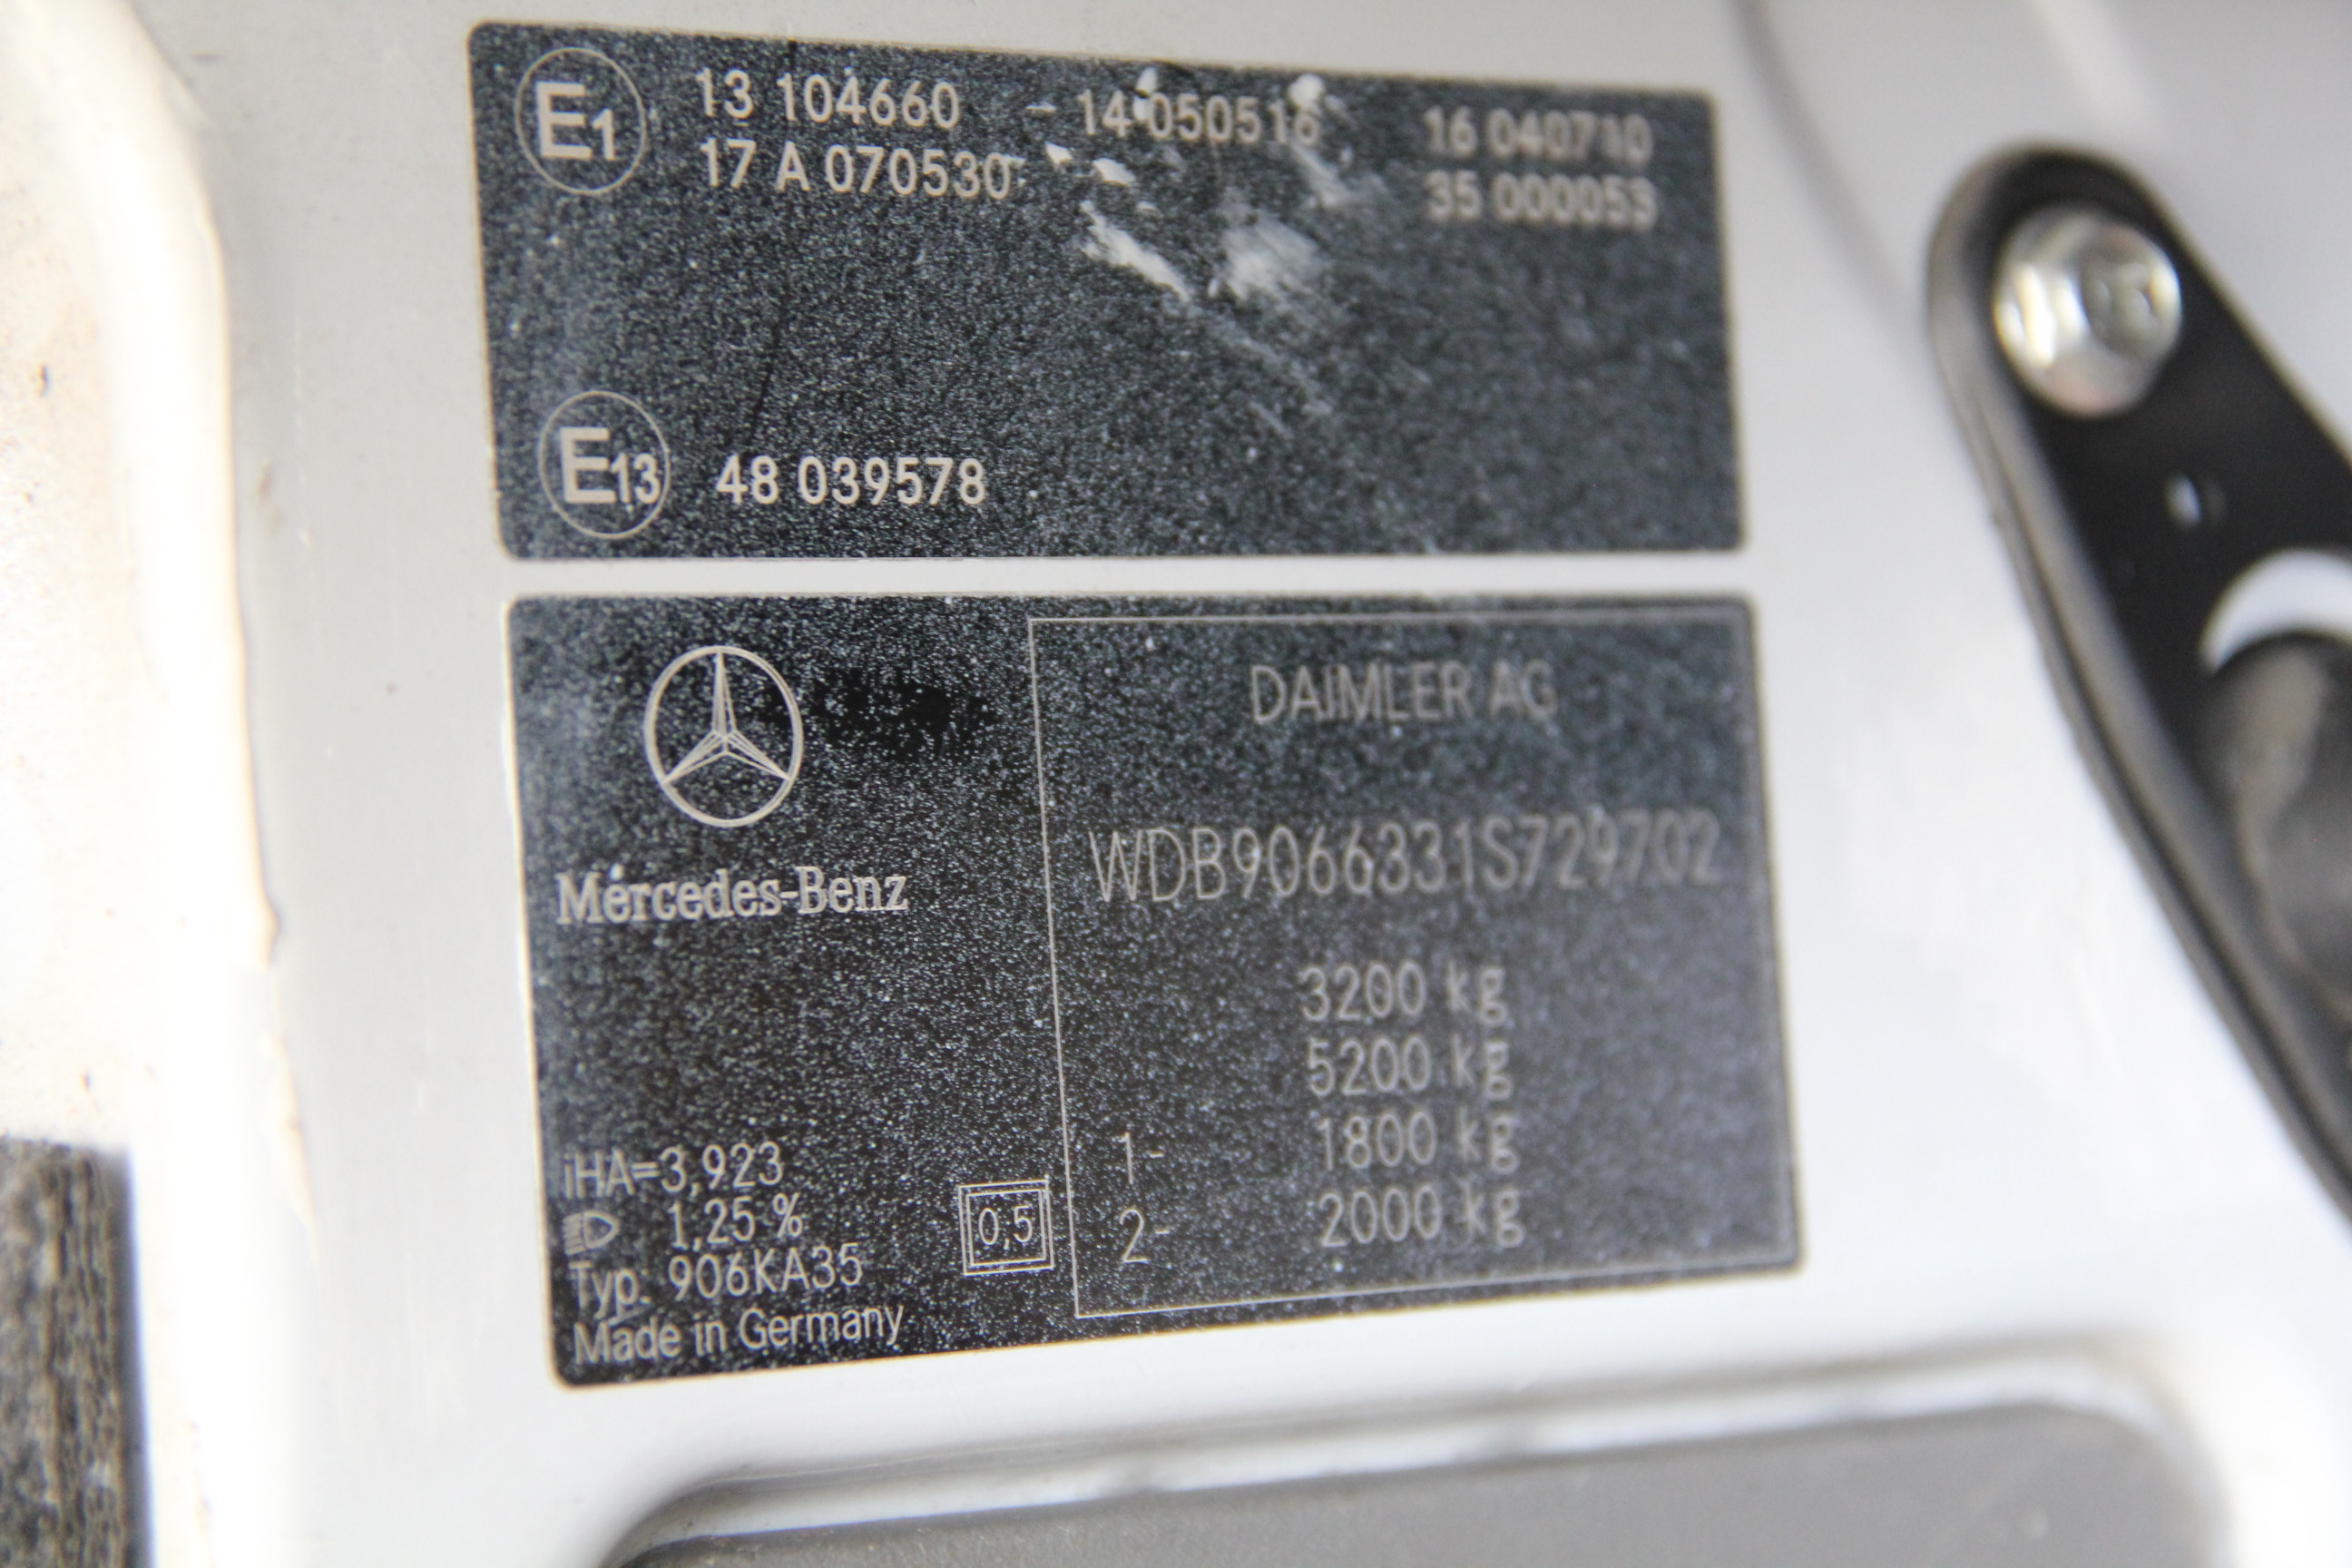 E1 13 104660 - 14 050516 16 040710
17 A 070530 35 000053
E13 48 039578
DAIMLER AG
Mercedes-Benz
WDB9066331S729702
3200 kg
5200 kg
iHA=3,923
1- 1800 kg
1,25 %
2- 2000 kg
Typ. 906KA35
0,5
Made in Germany